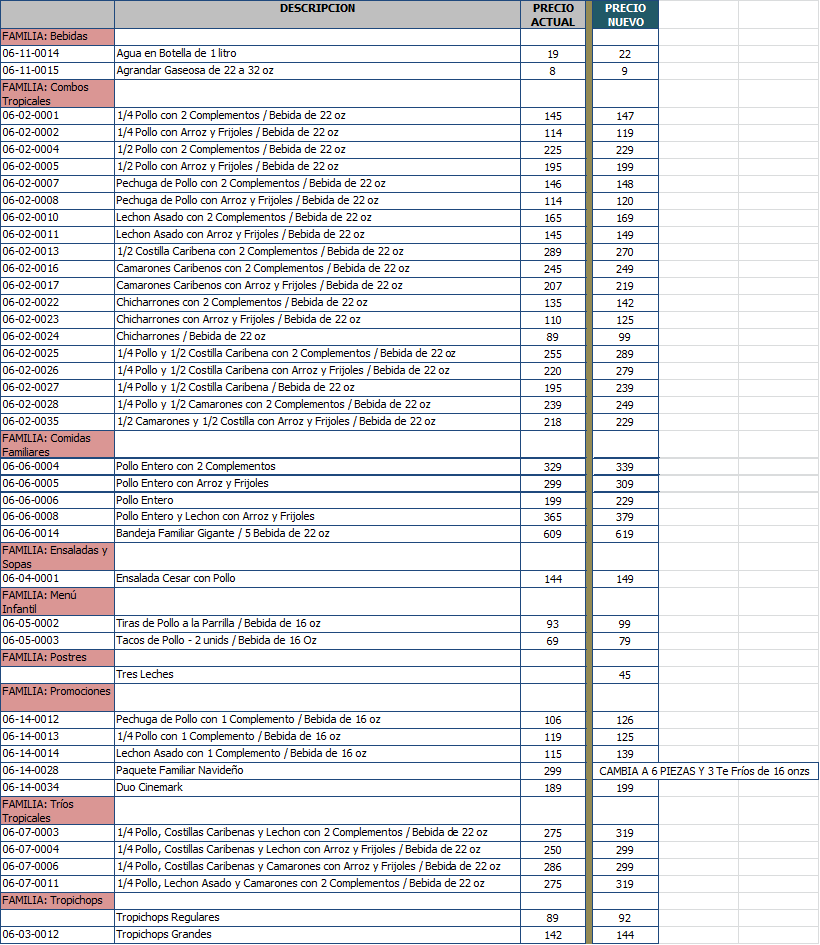 DESCRIPCION PRECIO ACTUAL PRECIO NUEVO
FAMILIA: Bebidas
06-11-0014 Agua en Botella de 1 litro 19 22
06-11-0015 Agrandar Gaseosa de 22 a 32 oz 8 9
FAMILIA: Combos
Tropicales
06-02-0001 1/4 Pollo con 2 Complementos / Bebida de 22 oz 145 147
06-02-0002 1/4 Pollo con Arroz y Frijoles / Bebida de 22 oz 114 119
06-02-0004 1/2 Pollo con 2 Complementos / Bebida de 22 oz 225 229
06-02-0005 1/2 Pollo con Arroz y Frijoles / Bebida de 22 oz 195 199
06-02-0007 Pechuga de Pollo con 2 Complementos / Bebida de 22 oz 146 148
06-02-0008 Pechuga de Pollo con Arroz y Frijoles / Bebida de 22 oz 114 120
06-02-0010 Lechon Asado con 2 Complementos / Bebida de 22 oz 165 169
06-02-0011 Lechon Asado con Arroz y Frijoles / Bebida de 22 oz 145 149
06-02-0013 1/2 Costilla Caribena con 2 Complementos / Bebida de 22 oz 289 270
06-02-0016 Camarones Caribenos con 2 Complementos / Bebida de 22 oz 245 249
06-02-0017 Camarones Caribenos con Arroz y Frijoles / Bebida de 22 oz 207 219
06-02-0022 Chicharrones con 2 Complementos / Bebida de 22 oz 135 142
06-02-0023 Chicharrones con Arroz y Frijoles / Bebida de 22 oz 110 125
06-02-0024 Chicharrones / Bebida de 22 oz 89 99
06-02-0025 1/4 Pollo y 1/2 Costilla Caribena con 2 Complementos / Bebida de 22 oz 255 289
06-02-0026 1/4 Pollo y 1/2 Costilla Caribena con Arroz y Frijoles / Bebida de 22 oz 220 279
06-02-0027 1/4 Pollo y 1/2 Costilla Caribena / Bebida de 22 oz 195 239
06-02-0028 1/4 Pollo y 1/2 Camarones con 2 Complementos / Bebida de 22 oz 239 249
06-02-0035 1/2 Camarones y 1/2 Costilla con Arroz y Frijoles / Bebida de 22 oz 218 229
FAMILIA: Comidas
Familiares
06-06-0004 Pollo Entero con 2 Complementos 329 339
06-06-0005 Pollo Entero con Arroz y Frijoles 299 309
06-06-0006 Pollo Entero 199 229
06-06-0008 Pollo Entero y Lechon con Arroz y Frijoles 365 379
06-06-0014 Bandeja Familiar Gigante / 5 Bebida de 22 oz 609 619
FAMILIA: Ensaladas y
Sopas
06-04-0001 Ensalada Cesar con Pollo 144 149
FAMILIA: Menú
Infantil
06-05-0002 Tiras de Pollo a la Parrilla / Bebida de 16 oz 93 99
06-05-0003 Tacos de Pollo - 2 unids / Bebida de 16 Oz 69 79
FAMILIA: Postres
Tres Leches 45
FAMILIA: Promociones
06-14-0012 Pechuga de Pollo con 1 Complemento / Bebida de 16 oz 106 126
06-14-0013 1/4 Pollo con 1 Complemento / Bebida de 16 oz 119 125
06-14-0014 Lechon Asado con 1 Complemento / Bebida de 16 oz 115 139
06-14-0028 Paquete Familiar Navideño 299 CAMBIA A 6 PIEZAS Y 3 Te Fríos de 16 onzs
06-14-0034 Duo Cinemark 189 199
FAMILIA: Tríos
Tropicales
06-07-0003 1/4 Pollo, Costillas Caribenas y Lechon con 2 Complementos / Bebida de 22 oz 275 319
06-07-0004 1/4 Pollo, Costillas Caribenas y Lechon con Arroz y Frijoles / Bebida de 22 oz 250 299
06-07-0006 1/4 Pollo, Costillas Caribenas y Camarones con Arroz y Frijoles / Bebida de 22 oz 286 299
06-07-0011 1/4 Pollo, Lechon Asado y Camarones con 2 Complementos / Bebida de 22 oz 275 319
FAMILIA: Tropichops
Tropichops Regulares 89 92
06-03-0012 Tropichops Grandes 142 144